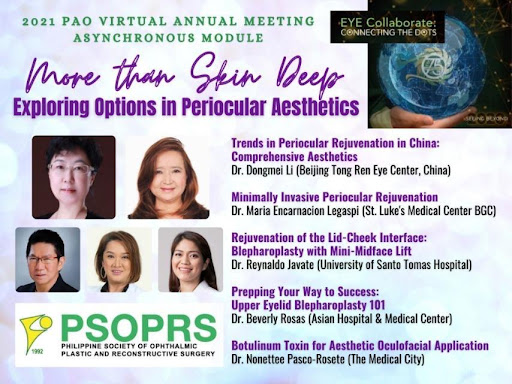 2021 PAO VIRTUAL ANNUAL MEETING
ASYNCHRONOUS MODULE
EYE Collaborate:
CONNECTING THE DOTS
75
SEEING BEYOND
More than Skin Deep
Exploring Options in Periocular Aesthetics
Trends in Periocular Rejuvenation in China:
Comprehensive Aesthetics
Dr. Dongmei Li (Beijing Tong Ren Eye Center, China)
Minimally Invasive Periocular Rejuvenation
Dr. Maria Encarnacion Legaspi (St. Luke's Medical Center BGC)
Rejuvenation of the Lid-Cheek Interface:
Blepharoplasty with Mini-Midface Lift
Dr. Reynaldo Javate (University of Santo Tomas Hospital)
Prepping Your Way to Success:
Upper Eyelid Blepharoplasty 101
Dr. Beverly Rosas (Asian Hospital & Medical Center)
Botulinum Toxin for Aesthetic Oculofacial Application
Dr. Nonettee Pasco-Rosete (The Medical City)
1992
PSOPRS
PHILIPPINE SOCIETY OF OPHTHALMIC
PLASTIC AND RECONSTRUCTIVE SURGERY